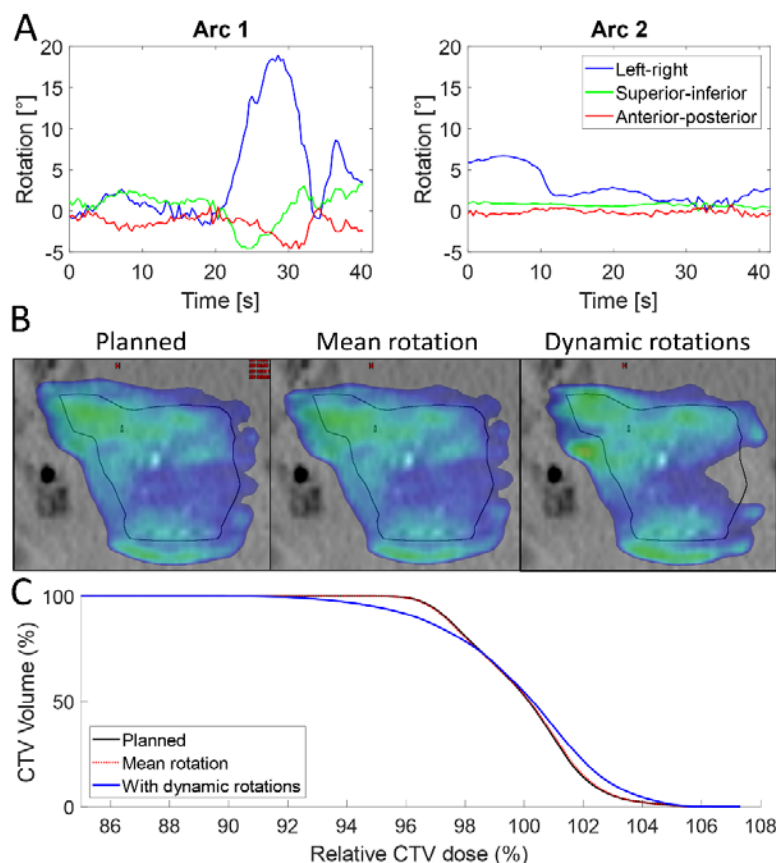 A
Arc 1
Arc 2
20
15
10
5
0
-5
Rotation [°]
0
10
20
30
40
Time [s]
20
15
10
5
0
-5
Rotation [°]
0
10
20
30
40
Time [s]
Left-right
Superior-inferior
Anterior-posterior
B
Planned
Mean rotation
Dynamic rotations
H
H
H
C
100
50
0
CTV Volume (%)
Planned
Mean rotation
With dynamic rotations
86
88
90
92
94
96
98
100
102
104
106
108
Relative CTV dose (%)